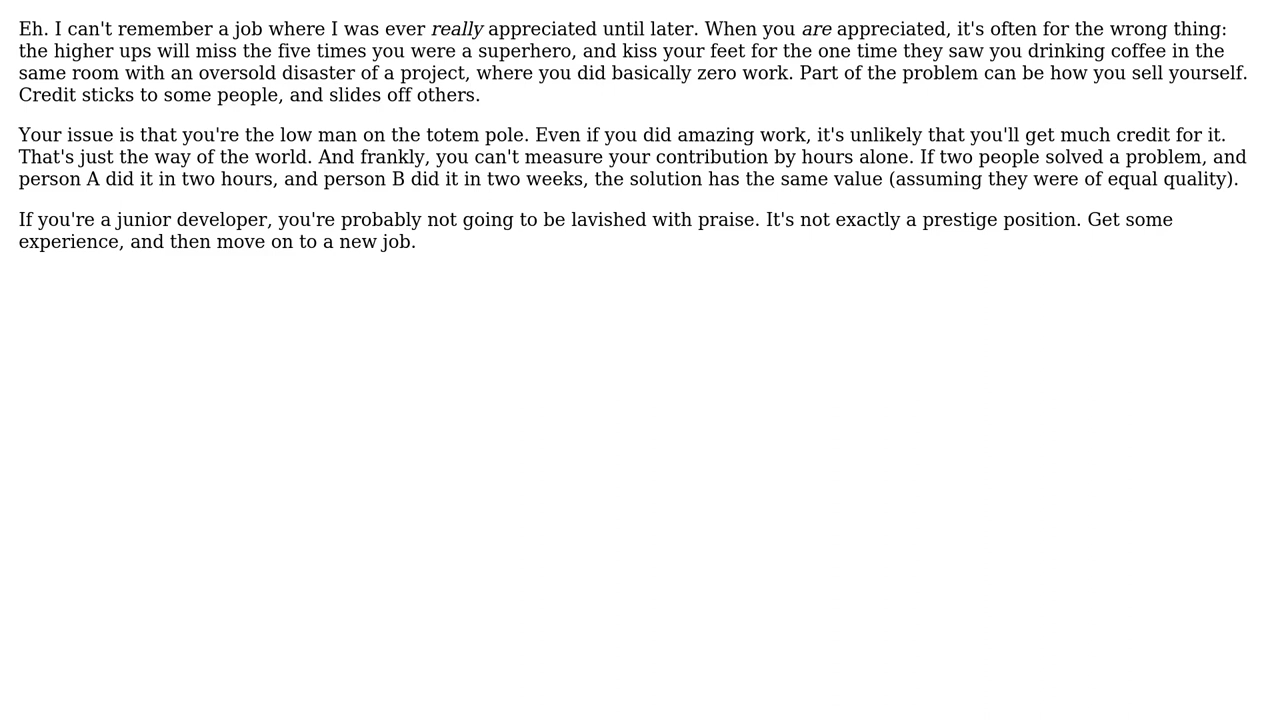 Eh. I can't remember a job where I was ever really appreciated until later. When you are appreciated, it's often for the wrong thing:
the higher ups will miss the five times you were a superhero, and kiss your feet for the one time they saw you drinking coffee in the
same room with an oversold disaster of a project, where you did basically zero work. Part of the problem can be how you sell yourself.
Credit sticks to some people, and slides off others.
Your issue is that you're the low man on the totem pole. Even if you did amazing work, it's unlikely that you'll get much credit for it.
That's just the way of the world. And frankly, you can't measure your contribution by hours alone. If two people solved a problem, and
person A did it in two hours, and person B did it in two weeks, the solution has the same value (assuming they were of equal quality).
If you're a junior developer, you're probably not going to be lavished with praise. It's not exactly a prestige position. Get some
experience, and then move on to a new job.